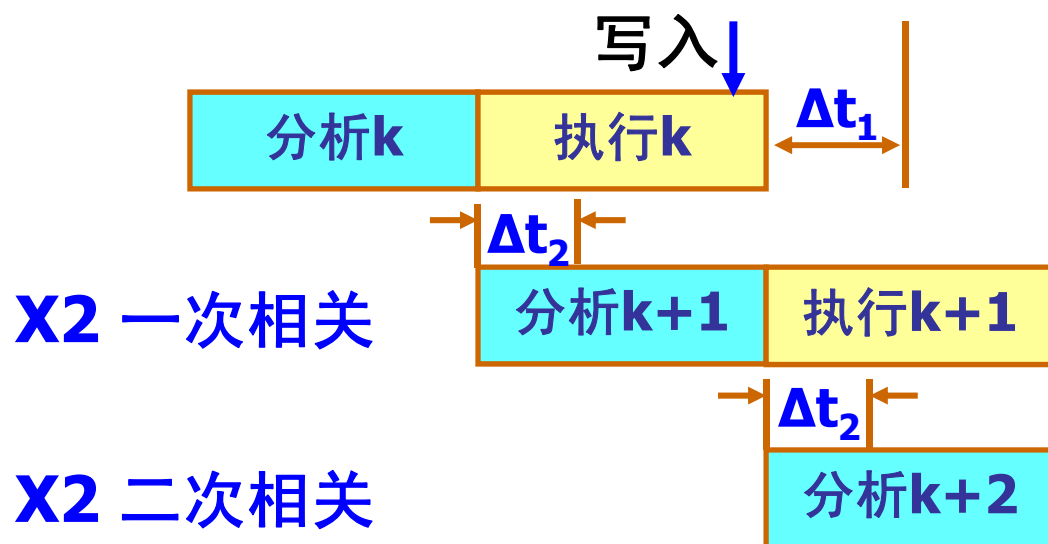 写入
分析k 执行k Δt1
Δt2
X2 一次相关 分析k+1 执行k+1
Δt2
X2 二次相关 分析k+2